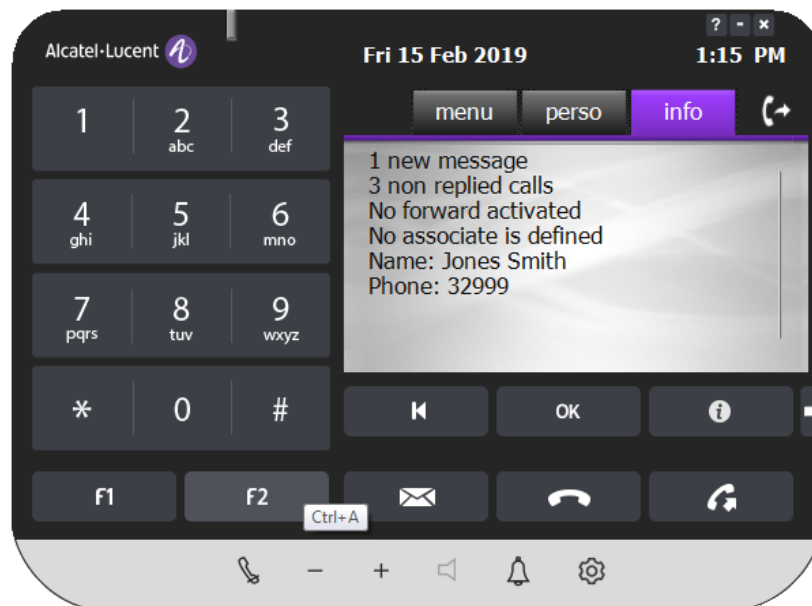 ? - ×
Alcatel·Lucent
Fri 15 Feb 2019 1:15 PM
menu perso info
1 new message
3 non replied calls
No forward activated
No associate is defined
Name: Jones Smith
Phone: 32999
1 2 3
abc def
4 5 6
ghi jkl mno
7 8 9
pqrs tuv wxyz
* 0 #
OK
F1 F2
Ctrl+A
− +